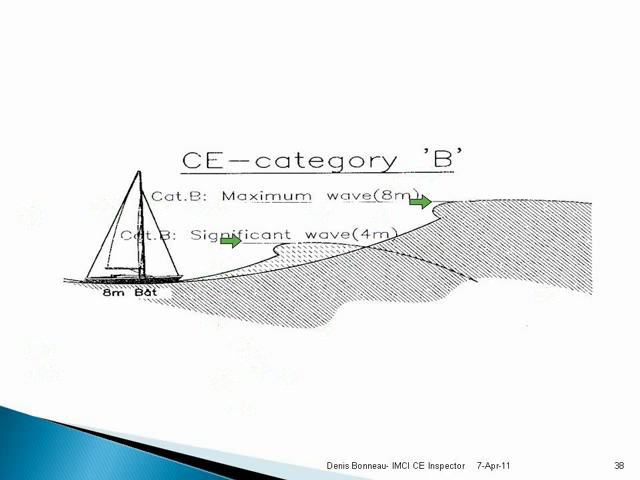 CE-category 'B'
Cat.B: Maximum wave(8m)
Cat.B: Significant wave(4m)
8m Båt
Denis Bonneau- IMCI CE Inspector 7-Apr-11 38